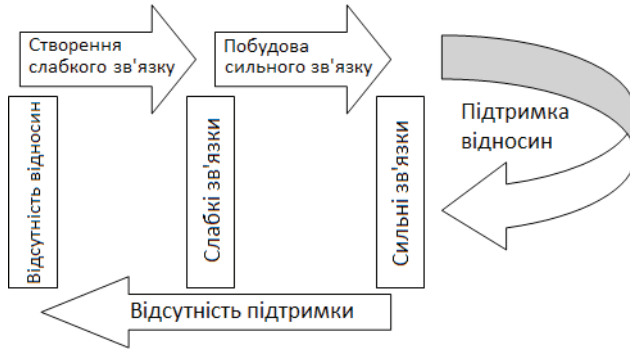 Створення
слабкого зв'язку
Побудова
сильного зв'язку
Підтримка
відносин
Відсутність відносин
Слабкі зв'язки
Сильні зв'язки
Відсутність підтримки